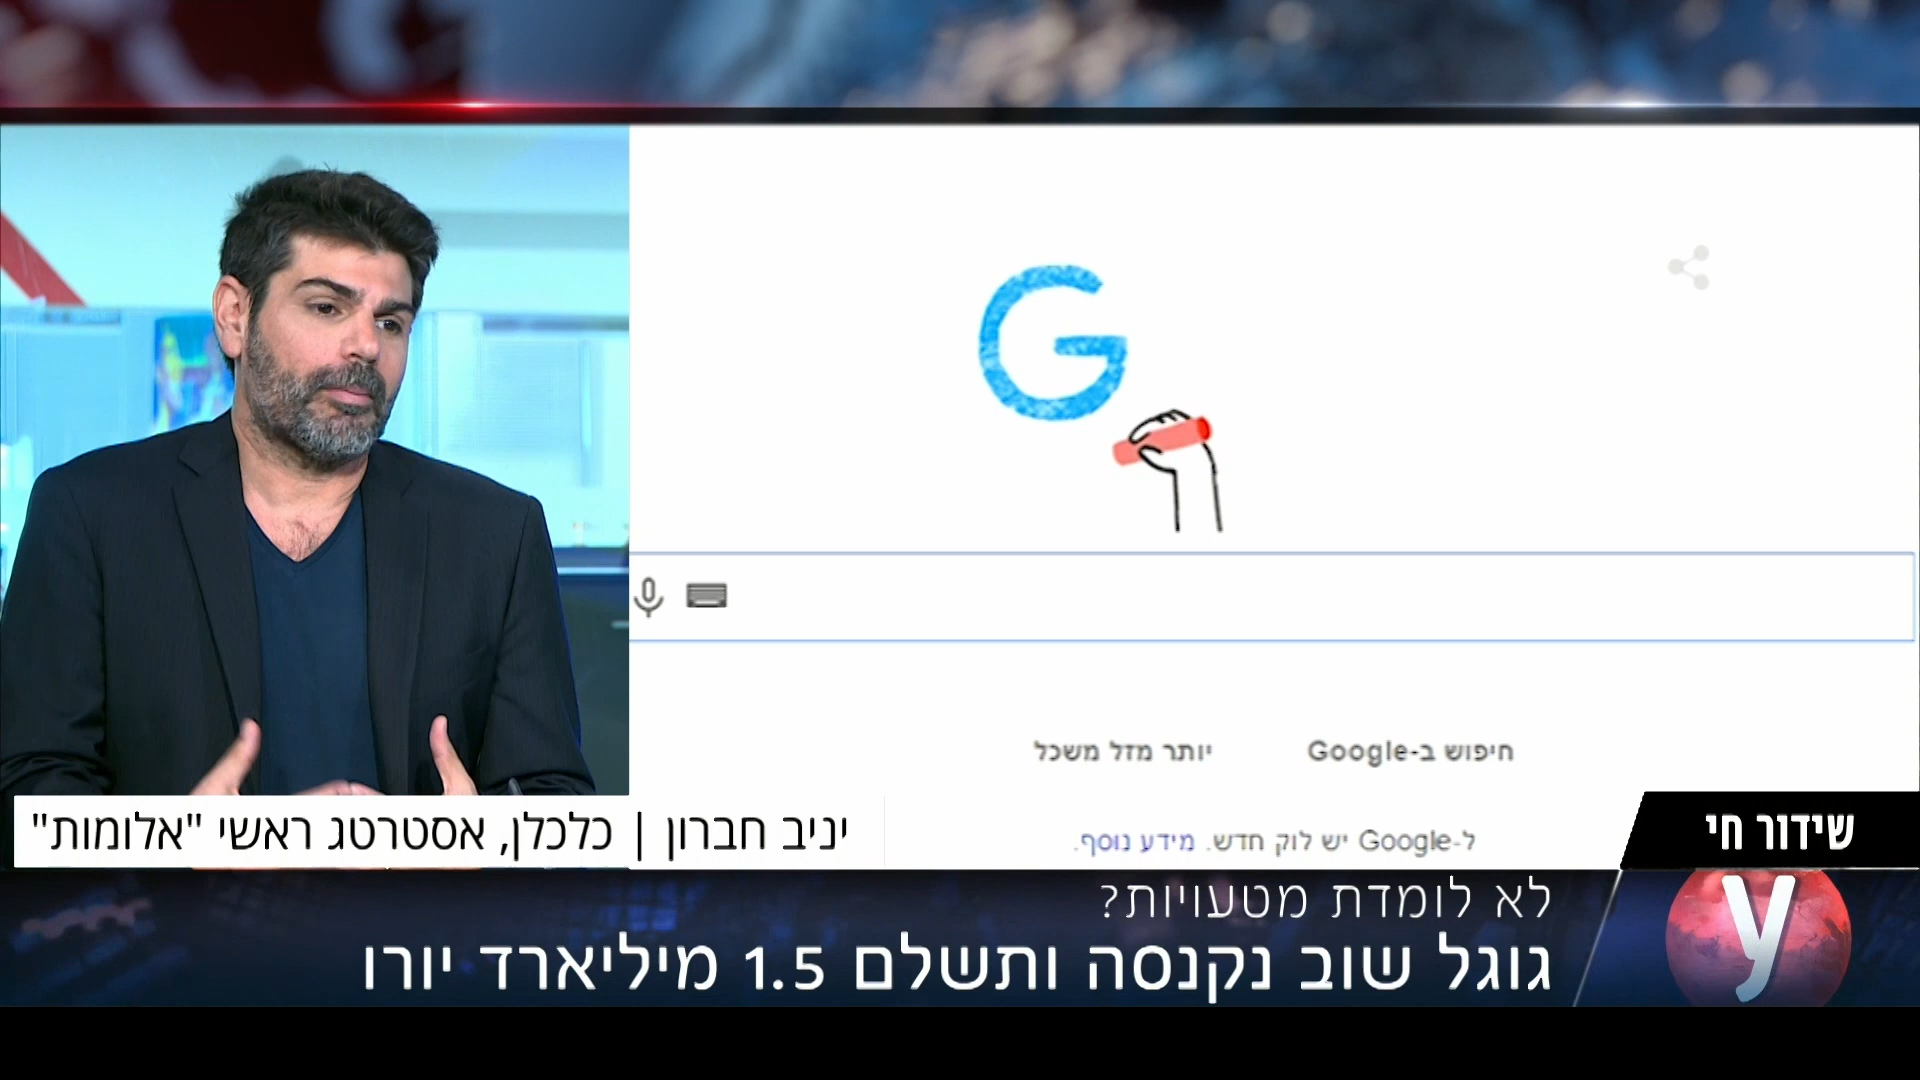 G
חיפוש ב-Google
יותר מזל משכל
ל-Google יש לוק חדש. מידע נוסף.
שידור חי
יניב חברון | כלכלן, אסטרטג ראשי "אלומות"
לא לומדת מטעויות?
גוגל שוב נקנסה ותשלם 1.5 מיליארד יורו
y